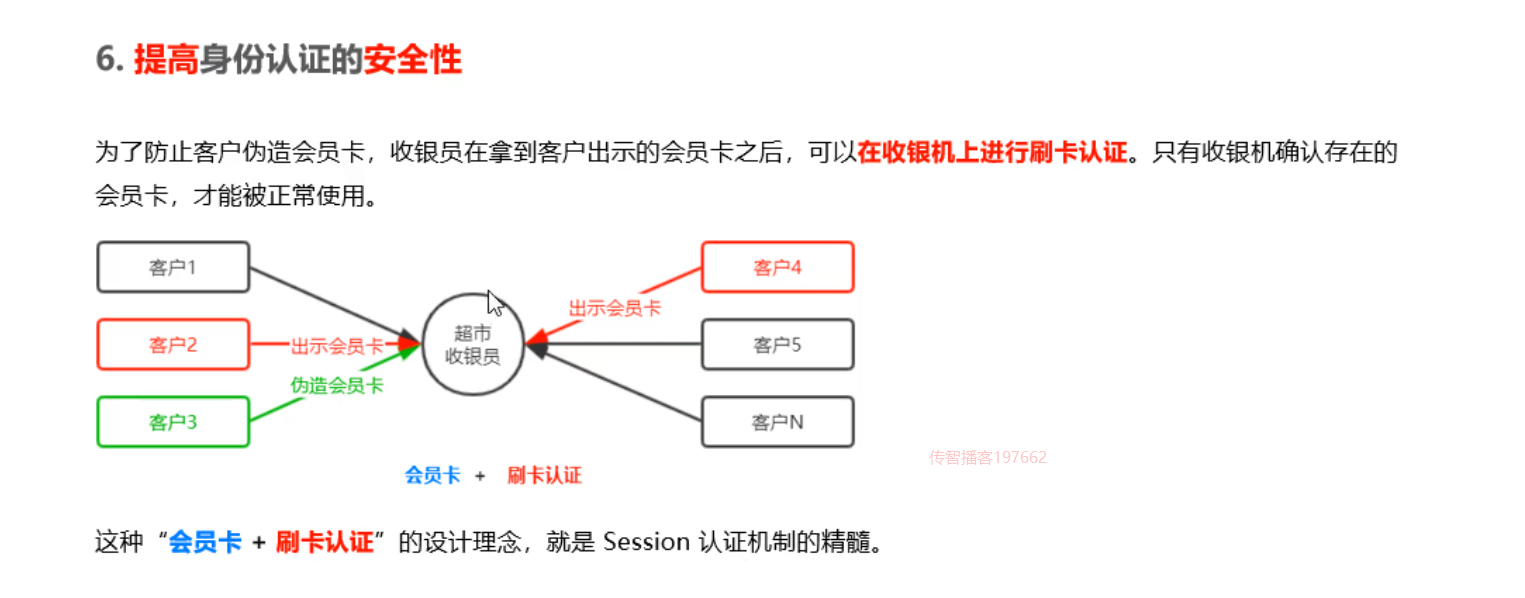 6. 提高身份认证的安全性
为了防止客户伪造会员卡，收银员在拿到客户出示的会员卡之后，可以在收银机上进行刷卡认证。只有收银机确认存在的
会员卡，才能被正常使用。
客户1
客户4
出示会员卡
超市
收银员
客户2
出示会员卡
客户5
伪造会员卡
客户3
客户N
传智播客197662
会员卡 + 刷卡认证
这种“会员卡 + 刷卡认证”的设计理念，就是 Session 认证机制的精髓。